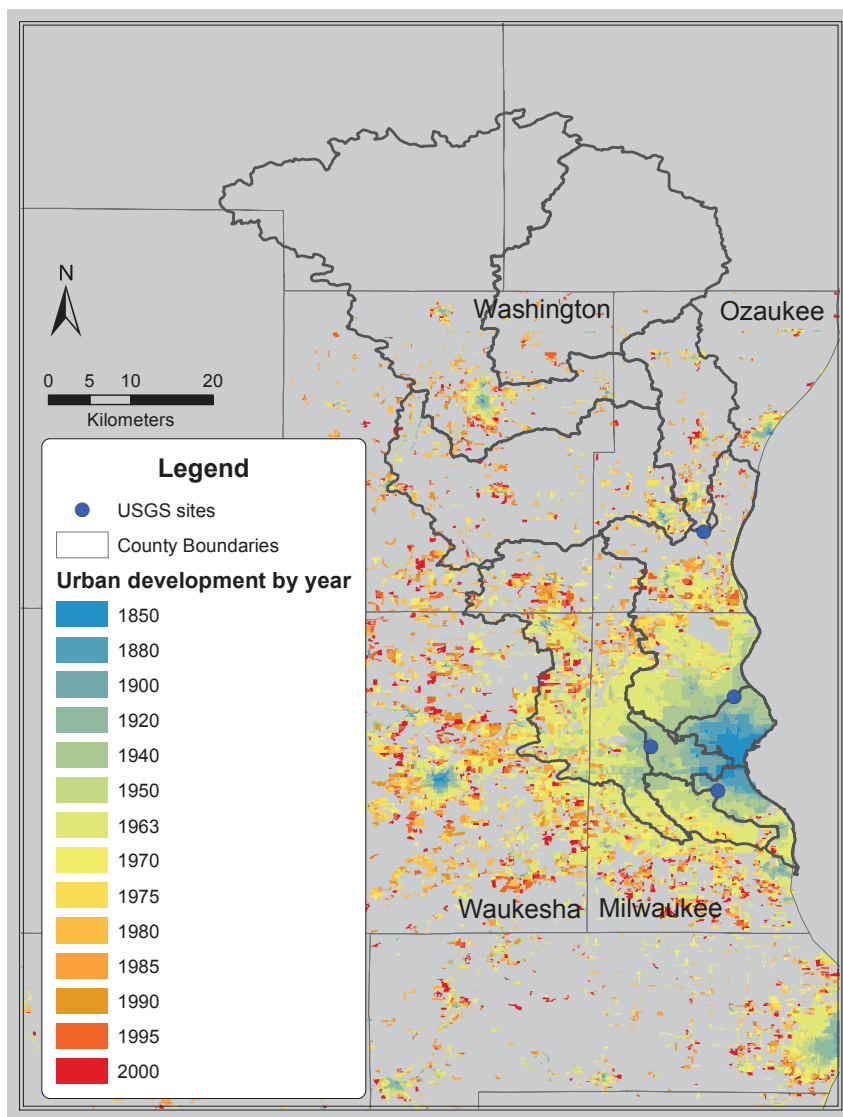 Washington
Ozaukee
N
0 5 10 20
Kilometers
Legend
USGS sites
County Boundaries
Urban development by year
1850
1880
1900
1920
1940
1950
1963
1970
1975
1980
1985
1990
1995
2000
Waukesha
Milwaukee